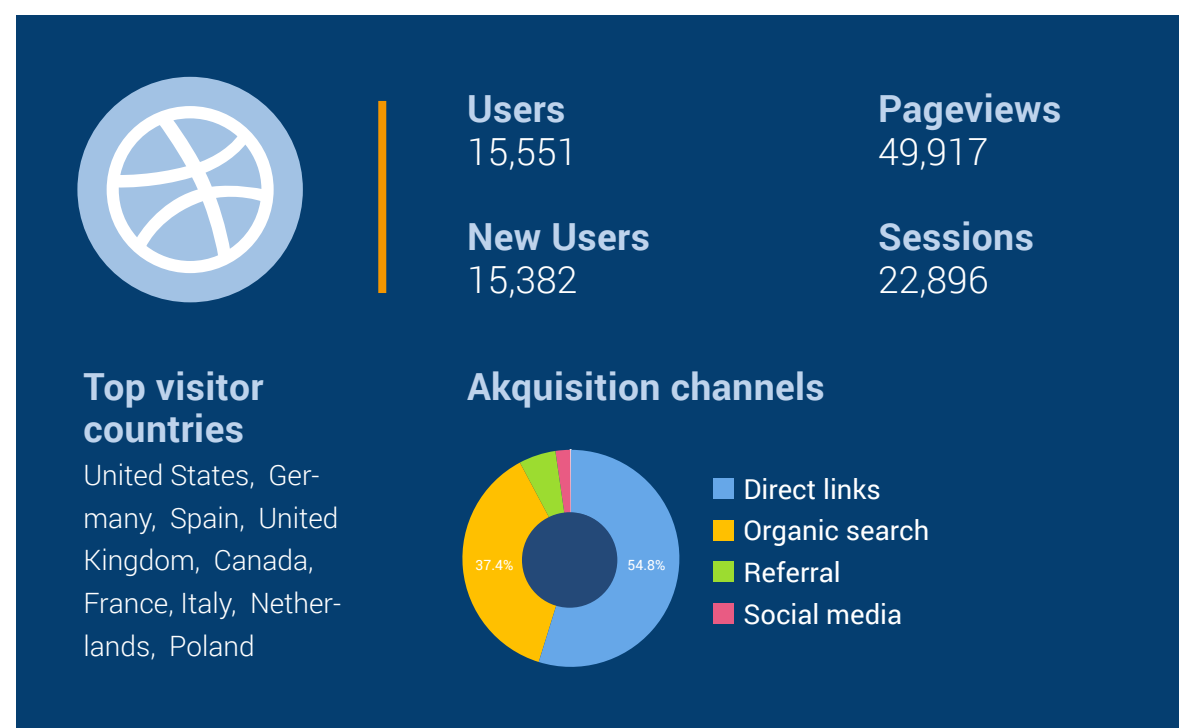 Users
15,551
Pageviews
49,917
New Users
15,382
Sessions
22,896
Top visitor
countries
United States, Ger-
many, Spain, United
Kingdom, Canada,
France, Italy, Nether-
lands, Poland
Akquisition channels
37.4%
54.8%
Direct links
Organic search
Referral
Social media